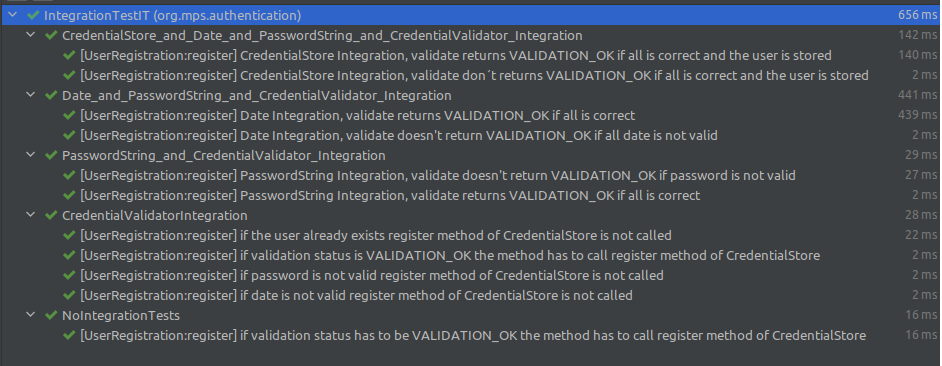 IntegrationTestIT (org.mps.authentication) 656 ms
CredentialStore_and_Date_and_PasswordString_and_CredentialValidator_Integration 142 ms
[UserRegistration:register] CredentialStore Integration, validate returns VALIDATION_OK if all is correct and the user is stored 140 ms
[UserRegistration:register] CredentialStore Integration, validate don´t returns VALIDATION_OK if all is correct and the user is stored 2 ms
Date_and_PasswordString_and_CredentialValidator_Integration 441 ms
[UserRegistration:register] Date Integration, validate returns VALIDATION_OK if all is correct 439 ms
[UserRegistration:register] Date Integration, validate doesn't return VALIDATION_OK if all date is not valid 2 ms
PasswordString_and_CredentialValidator_Integration 29 ms
[UserRegistration:register] PasswordString Integration, validate doesn't return VALIDATION_OK if password is not valid 27 ms
[UserRegistration:register] PasswordString Integration, validate returns VALIDATION_OK if all is correct 2 ms
CredentialValidatorIntegration 28 ms
[UserRegistration:register] if the user already exists register method of CredentialStore is not called 22 ms
[UserRegistration:register] if validation status is VALIDATION_OK the method has to call register method of CredentialStore 2 ms
[UserRegistration:register] if password is not valid register method of CredentialStore is not called 2 ms
[UserRegistration:register] if date is not valid register method of CredentialStore is not called 2 ms
NoIntegrationTests 16 ms
[UserRegistration:register] if validation status has to be VALIDATION_OK the method has to call register method of CredentialStore 16 ms